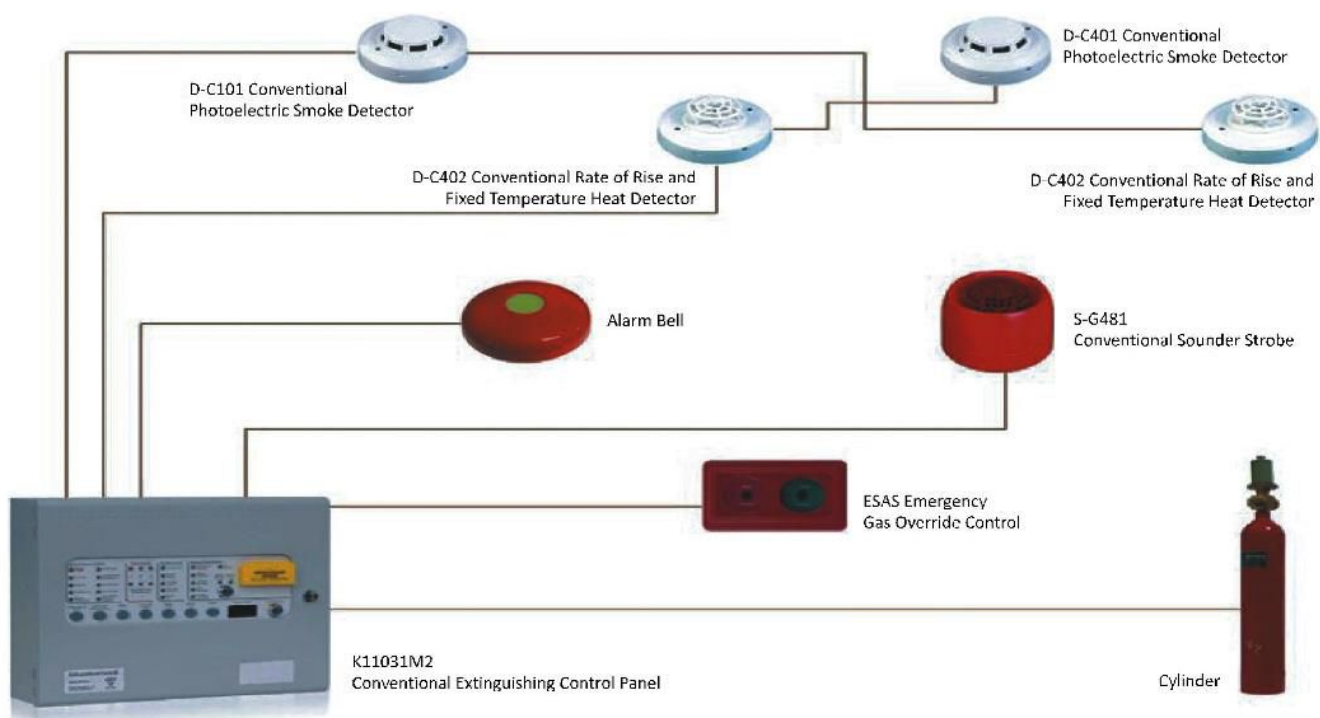 D-C401 Conventional
Photoelectric Smoke Detector
D-C101 Conventional
Photoelectric Smoke Detector
D-C402 Conventional Rate of Rise and
Fixed Temperature Heat Detector
D-C402 Conventional Rate of Rise and
Fixed Temperature Heat Detector
Alarm Bell
S-G481
Conventional Sounder Strobe
ESAS Emergency
Gas Override Control
K11031M2
Conventional Extinguishing Control Panel
Cylinder